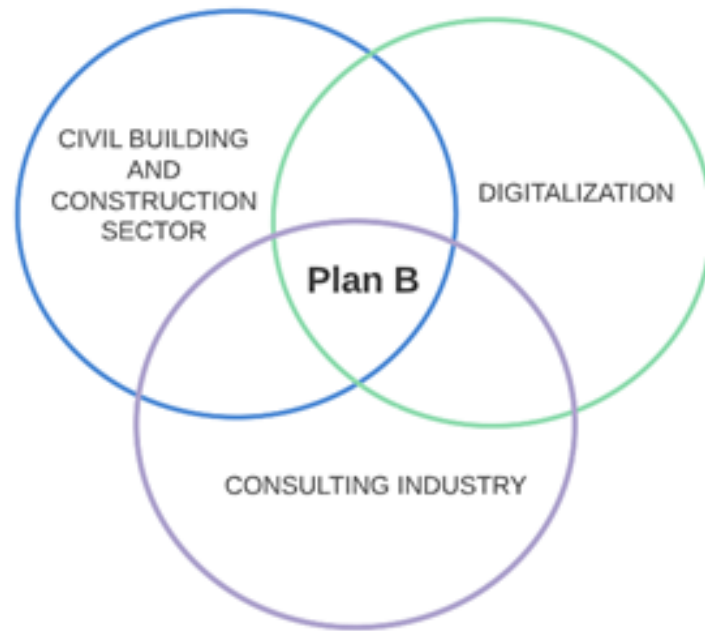 CIVIL BUILDING
AND
CONSTRUCTION
SECTOR
DIGITALIZATION
Plan B
CONSULTING INDUSTRY